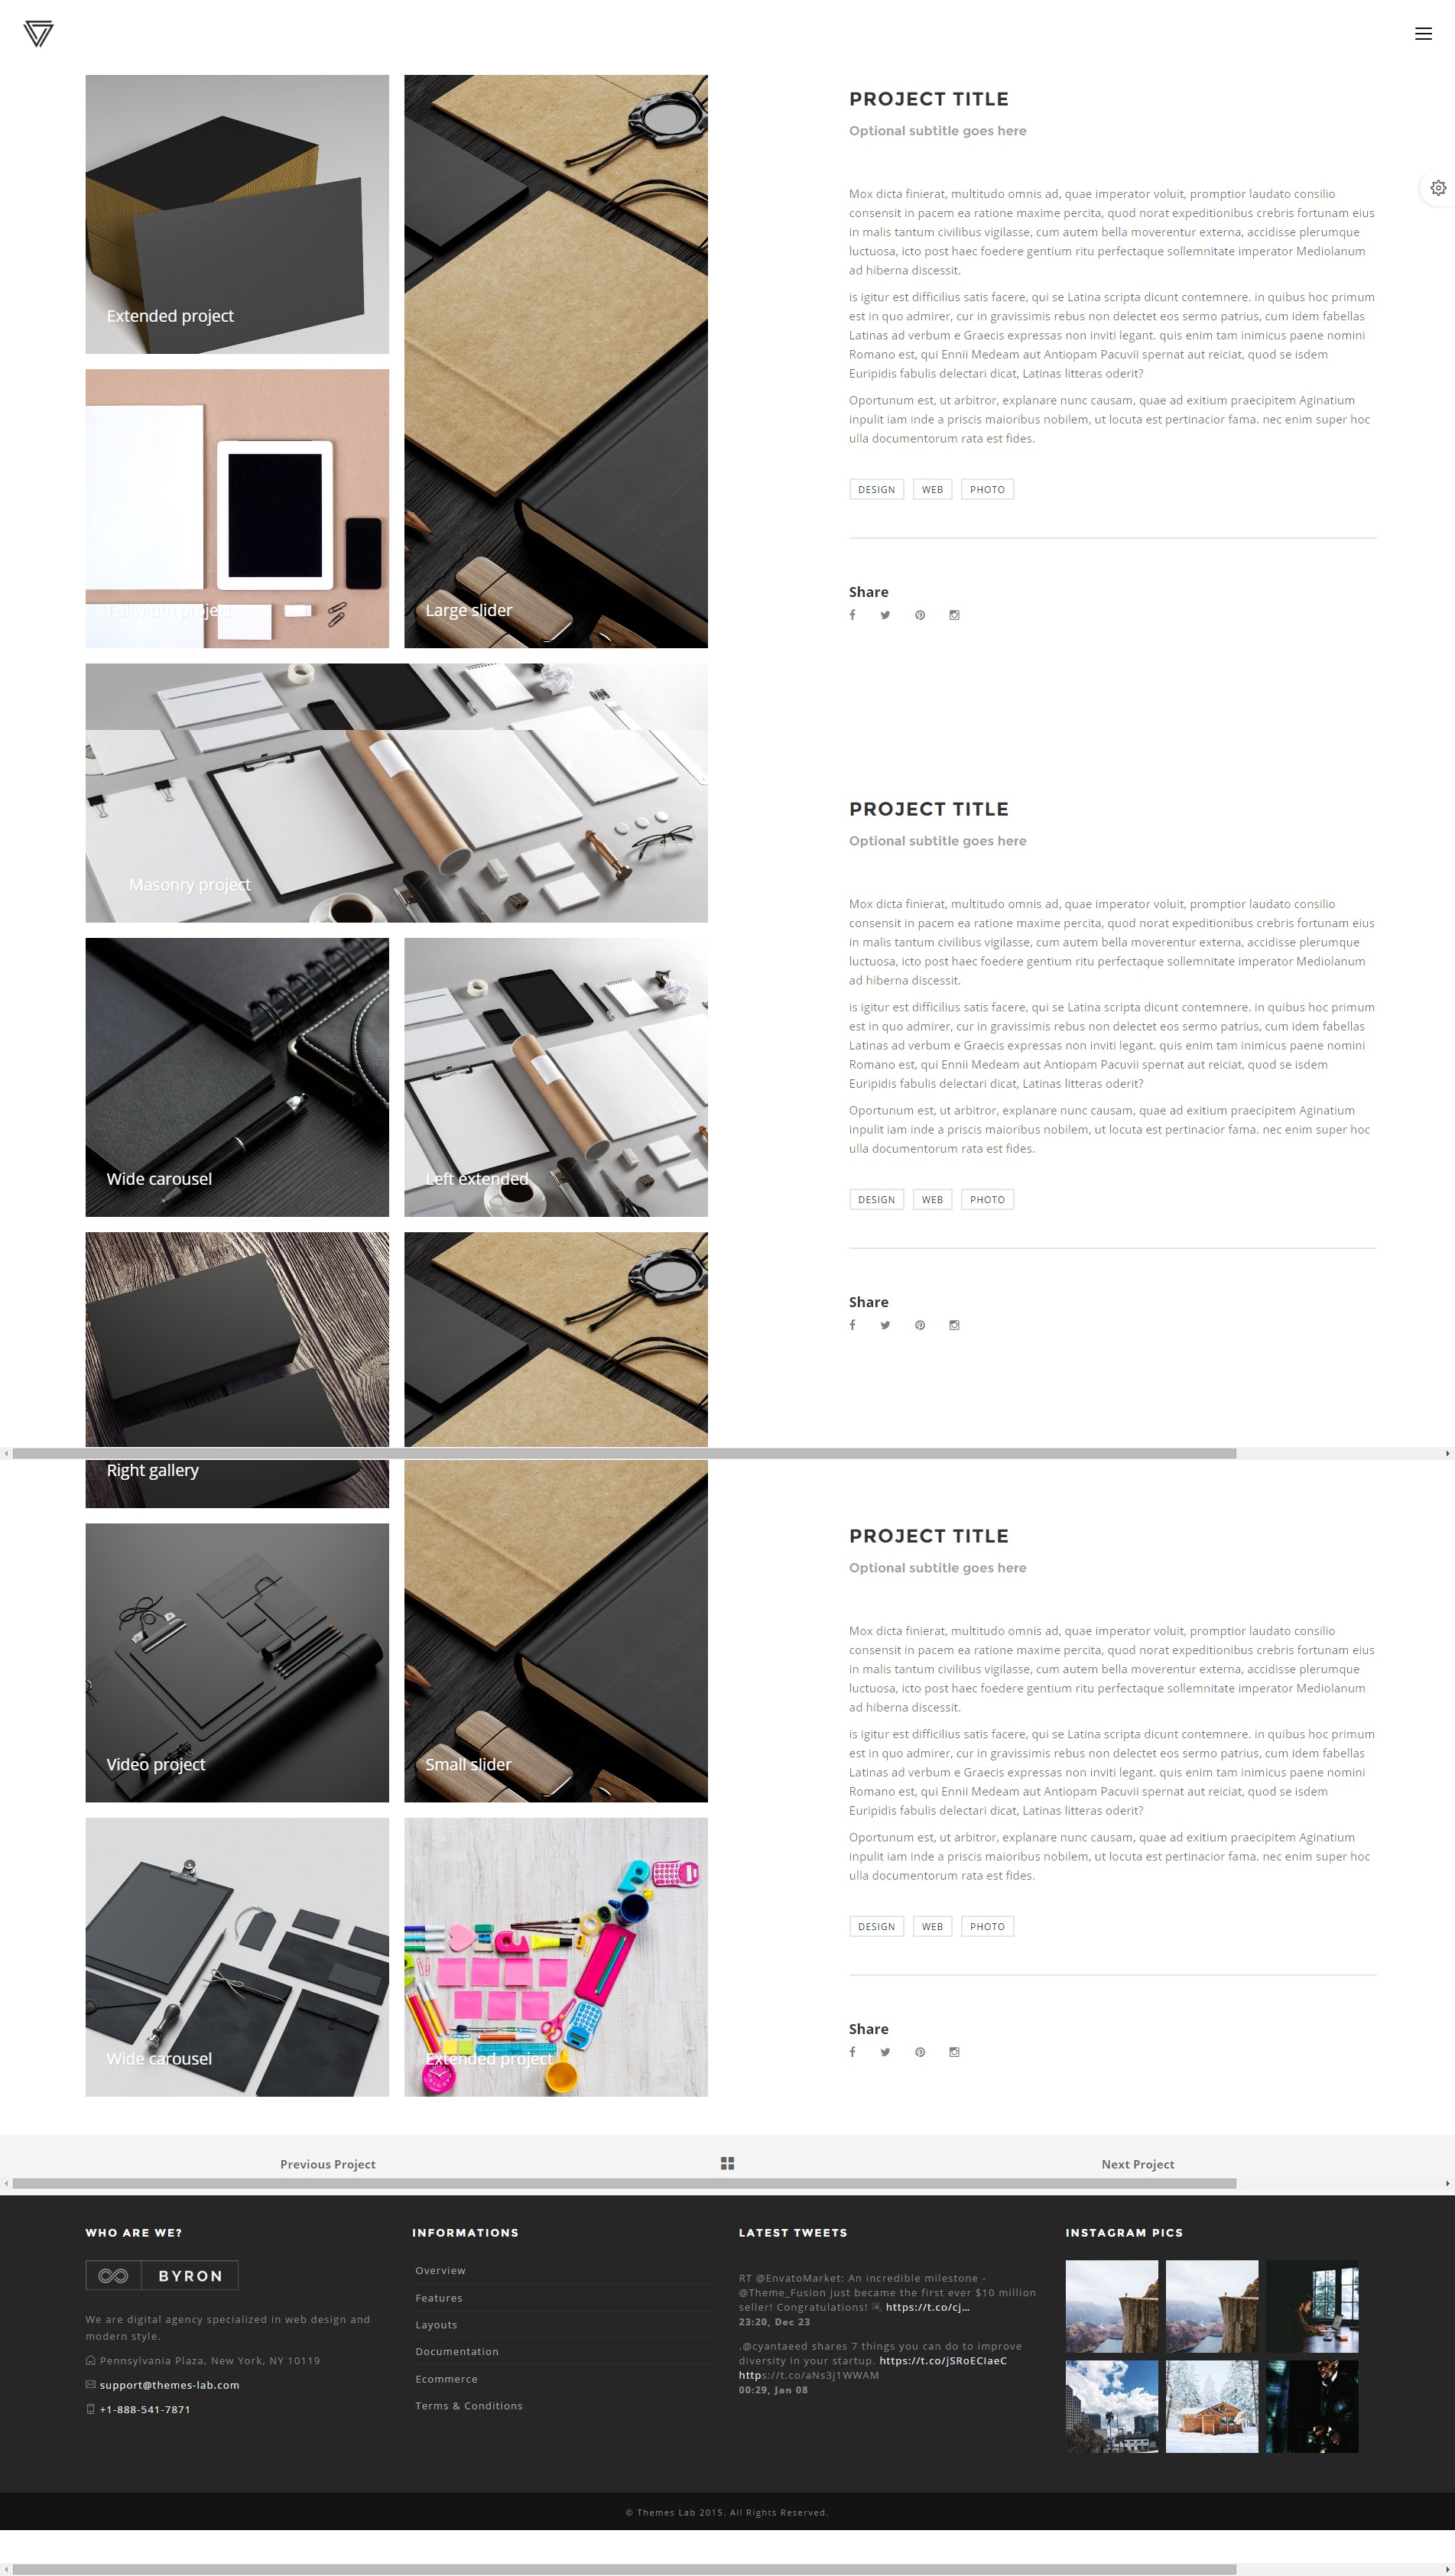 Extended project
Fullwidth project
Large slider
Masonry project
Wide carousel
Left extended
Right gallery
Video project
Small slider
Wide carousel
Extended project
PROJECT TITLE
Optional subtitle goes here
Mox dicta finierat, multitudo omnis ad, quae imperator voluit, promptior laudato consilio
consensit in pacem ea ratione maxime percita, quod norat expeditionibus crebris fortunam eius
in malis tantum civilibus vigilasse, cum autem bella moverentur externa, accidisse plerumque
luctuosa, icto post haec foedere gentium ritu perfectaque sollemnitate imperator Mediolanum
ad hiberna discessit.
is igitur est difficilius satis facere, qui se Latina scripta dicunt contemnere. in quibus hoc primum
est in quo admirer, cur in gravissimis rebus non delectet eos sermo patrius, cum idem fabellas
Latinas ad verbum e Graecis expressas non inviti legant. quis enim tam inimicus paene nomini
Romano est, qui Ennii Medeam aut Antiopam Pacuvii spernat aut reiciat, quod se isdem
Euripidis fabulis delectari dicat, Latinas litteras oderit?
Oportunum est, ut arbitror, explanare nunc causam, quae ad exitium praecipitem Aginatium
inpulit iam inde a priscis maioribus nobilem, ut locuta est pertinacior fama. nec enim super hoc
ulla documentorum rata est fides.
DESIGN WEB PHOTO
Share
PROJECT TITLE
Optional subtitle goes here
Mox dicta finierat, multitudo omnis ad, quae imperator voluit, promptior laudato consilio
consensit in pacem ea ratione maxime percita, quod norat expeditionibus crebris fortunam eius
in malis tantum civilibus vigilasse, cum autem bella moverentur externa, accidisse plerumque
luctuosa, icto post haec foedere gentium ritu perfectaque sollemnitate imperator Mediolanum
ad hiberna discessit.
is igitur est difficilius satis facere, qui se Latina scripta dicunt contemnere. in quibus hoc primum
est in quo admirer, cur in gravissimis rebus non delectet eos sermo patrius, cum idem fabellas
Latinas ad verbum e Graecis expressas non inviti legant. quis enim tam inimicus paene nomini
Romano est, qui Ennii Medeam aut Antiopam Pacuvii spernat aut reiciat, quod se isdem
Euripidis fabulis delectari dicat, Latinas litteras oderit?
Oportunum est, ut arbitror, explanare nunc causam, quae ad exitium praecipitem Aginatium
inpulit iam inde a priscis maioribus nobilem, ut locuta est pertinacior fama. nec enim super hoc
ulla documentorum rata est fides.
DESIGN WEB PHOTO
Share
PROJECT TITLE
Optional subtitle goes here
Mox dicta finierat, multitudo omnis ad, quae imperator voluit, promptior laudato consilio
consensit in pacem ea ratione maxime percita, quod norat expeditionibus crebris fortunam eius
in malis tantum civilibus vigilasse, cum autem bella moverentur externa, accidisse plerumque
luctuosa, icto post haec foedere gentium ritu perfectaque sollemnitate imperator Mediolanum
ad hiberna discessit.
is igitur est difficilius satis facere, qui se Latina scripta dicunt contemnere. in quibus hoc primum
est in quo admirer, cur in gravissimis rebus non delectet eos sermo patrius, cum idem fabellas
Latinas ad verbum e Graecis expressas non inviti legant. quis enim tam inimicus paene nomini
Romano est, qui Ennii Medeam aut Antiopam Pacuvii spernat aut reiciat, quod se isdem
Euripidis fabulis delectari dicat, Latinas litteras oderit?
Oportunum est, ut arbitror, explanare nunc causam, quae ad exitium praecipitem Aginatium
inpulit iam inde a priscis maioribus nobilem, ut locuta est pertinacior fama. nec enim super hoc
ulla documentorum rata est fides.
DESIGN WEB PHOTO
Share
Previous Project
Next Project
WHO ARE WE?
BYRON
We are digital agency specialized in web design and
modern style.
Pennsylvania Plaza, New York, NY 10119
support@themes-lab.com
+1-888-541-7871
INFORMATIONS
Overview
Features
Layouts
Documentation
Ecommerce
Terms & Conditions
LATEST TWEETS
RT @EnvatoMarket: An incredible milestone -
@Theme_Fusion just became the first ever $10 million
seller! Congratulations! https://t.co/cj...
23:20, Dec 23
.@cyantaeed shares 7 things you can do to improve
diversity in your startup. https://t.co/jSRoECIaeC
https://t.co/aNs3j1WWAM
00:29, Jan 08
INSTAGRAM PICS
© Themes Lab 2015. All Rights Reserved.